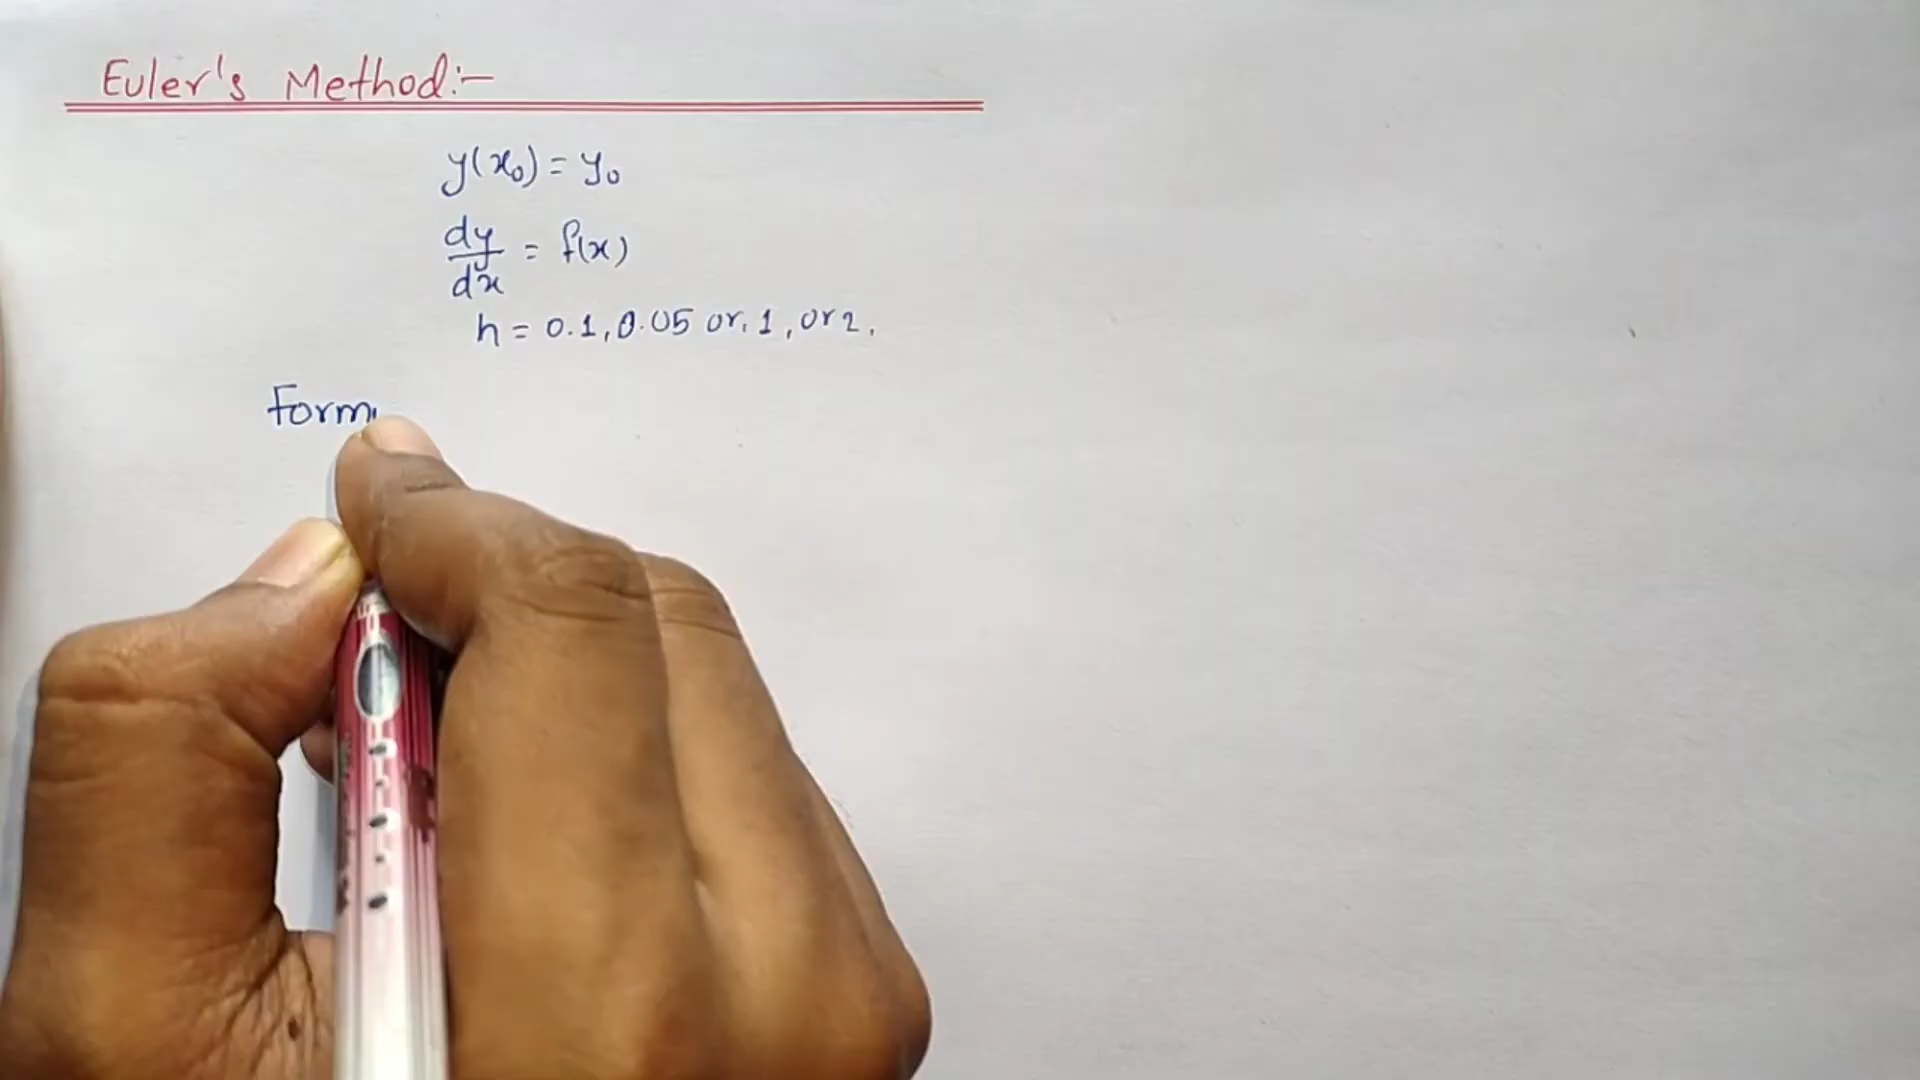 Euler's Method:-
y(x₀) = y₀
dy/dx = f(x)
h = 0.1, 0.05 or. 1, or 2.
Form